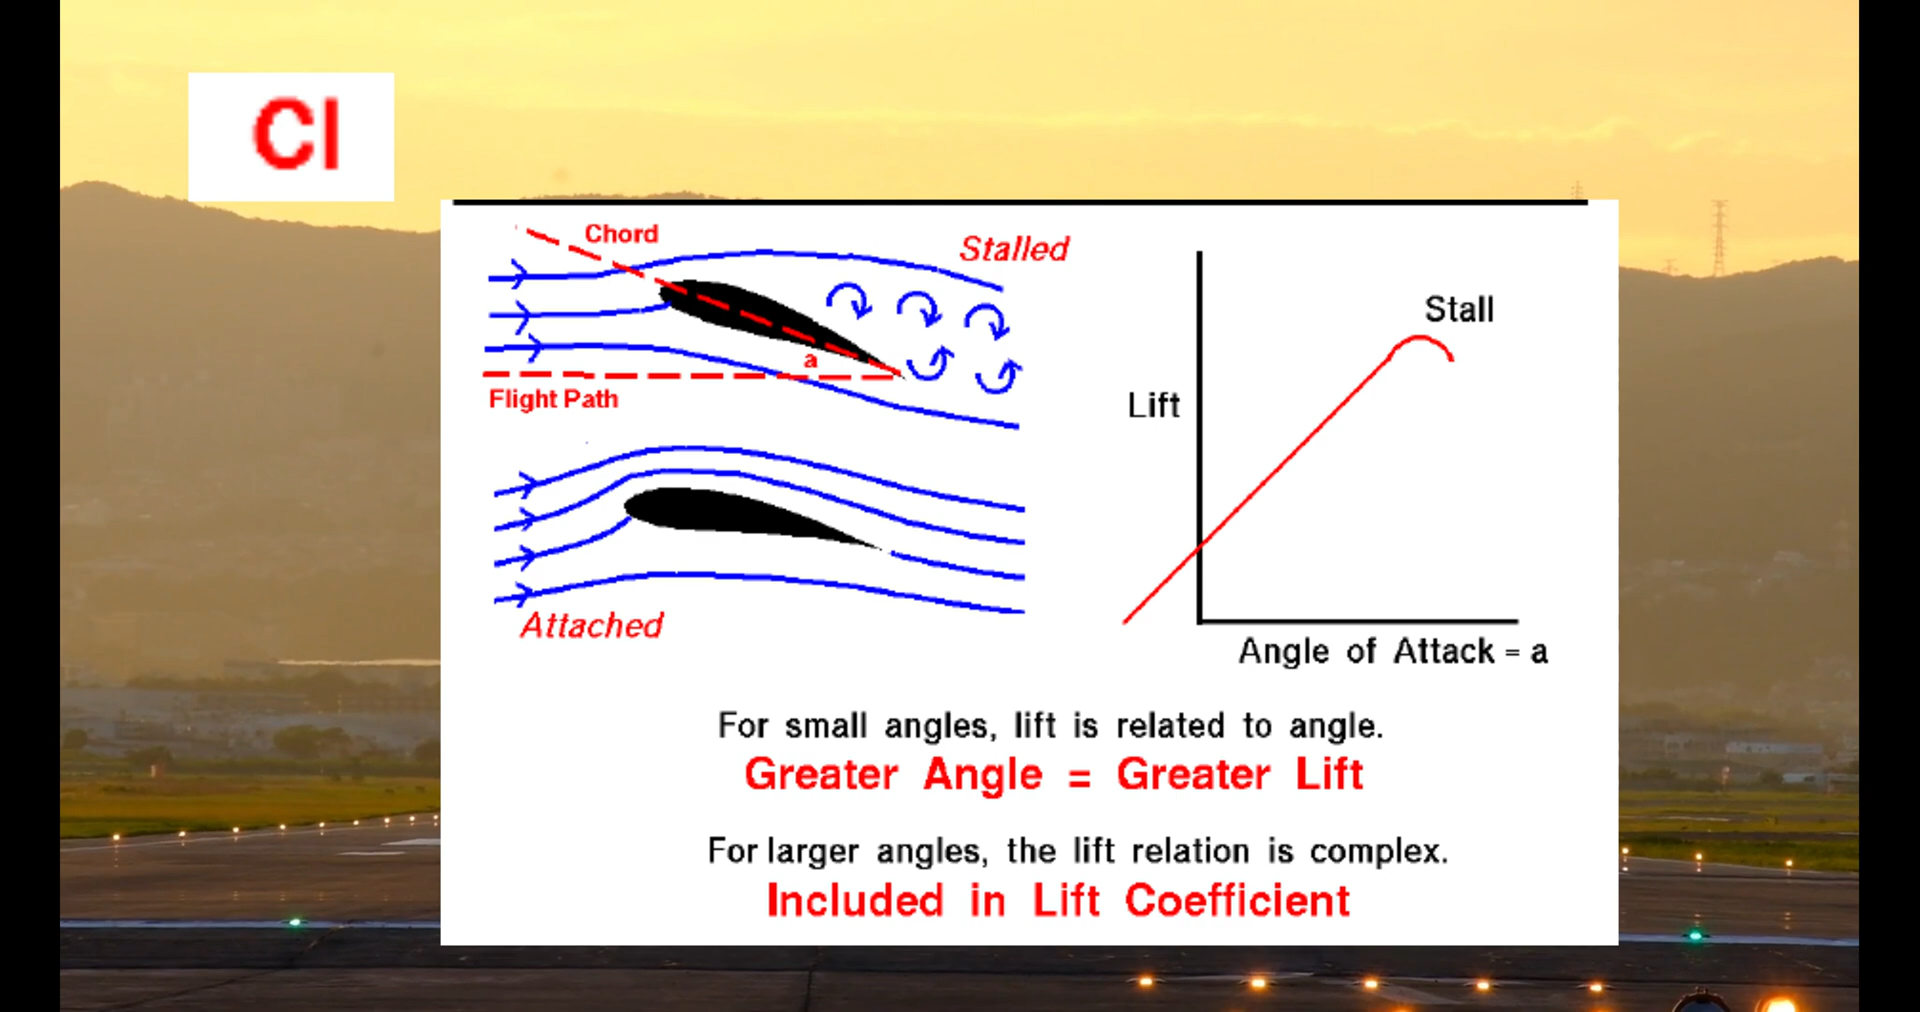 Cl
Chord
Stalled
a
Flight Path
Attached
Stall
Lift
Angle of Attack = a
For small angles, lift is related to angle.
Greater Angle = Greater Lift
For larger angles, the lift relation is complex.
Included in Lift Coefficient